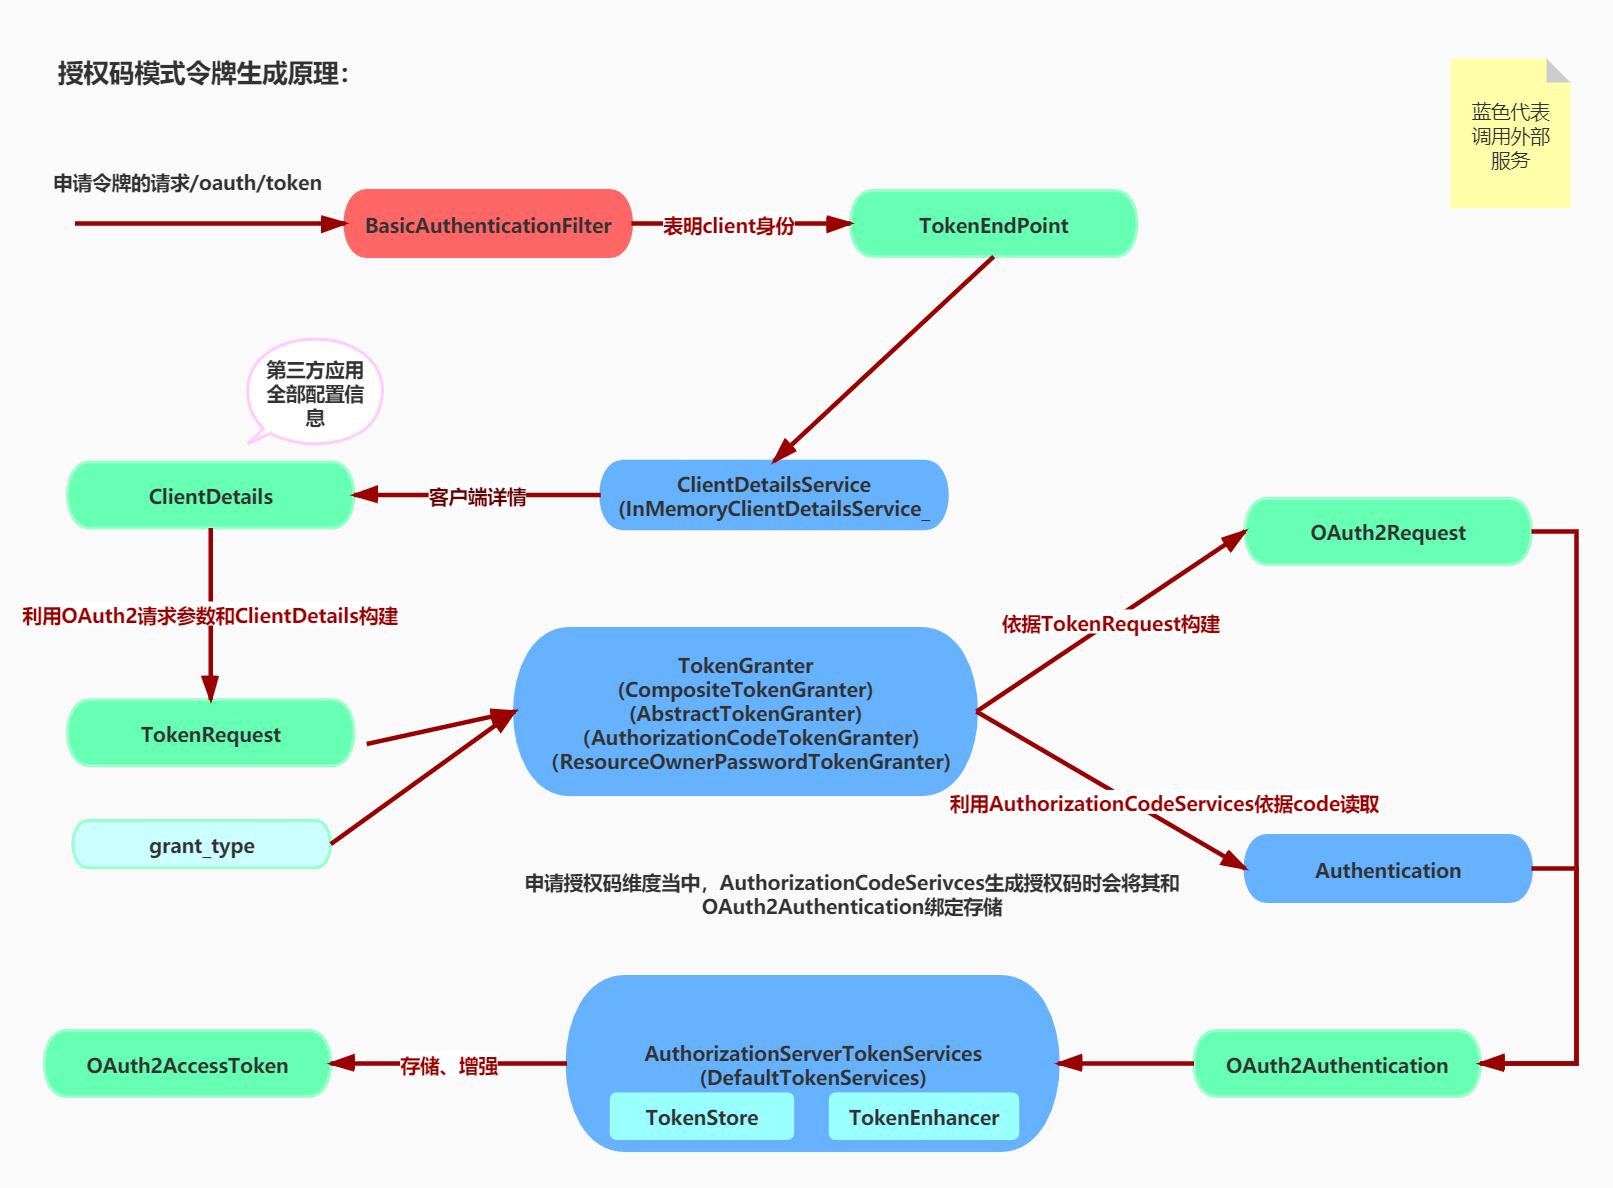 授权码模式令牌生成原理：
蓝色代表
调用外部
服务
申请令牌的请求/oauth/token
BasicAuthenticationFilter
表明client身份
TokenEndPoint
第三方应用
全部配置信
息
ClientDetails
客户端详情
ClientDetailsService
(InMemoryClientDetailsService_
OAuth2Request
利用OAuth2请求参数和ClientDetails构建
依据TokenRequest构建
TokenGranter
(CompositeTokenGranter)
(AbstractTokenGranter)
(AuthorizationCodeTokenGranter)
(ResourceOwnerPasswordTokenGranter)
TokenRequest
利用AuthorizationCodeServices依据code读取
grant_type
Authentication
申请授权码维度当中，AuthorizationCodeSerivces生成授权码时会将其和
OAuth2Authentication绑定存储
OAuth2AccessToken
存储、增强
AuthorizationServerTokenServices
(DefaultTokenServices)
TokenStore
TokenEnhancer
OAuth2Authentication